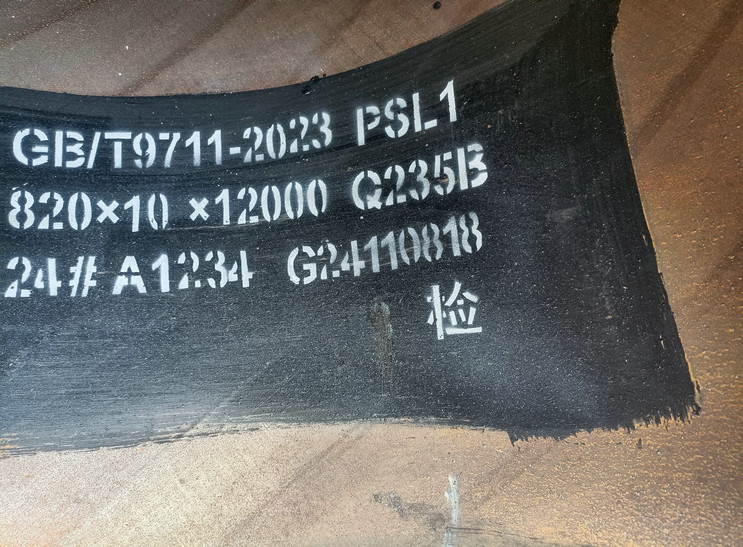 GB/T9711-2023 PSL1
820×10 ×12000 Q235B
24# A1234 G24110818
检